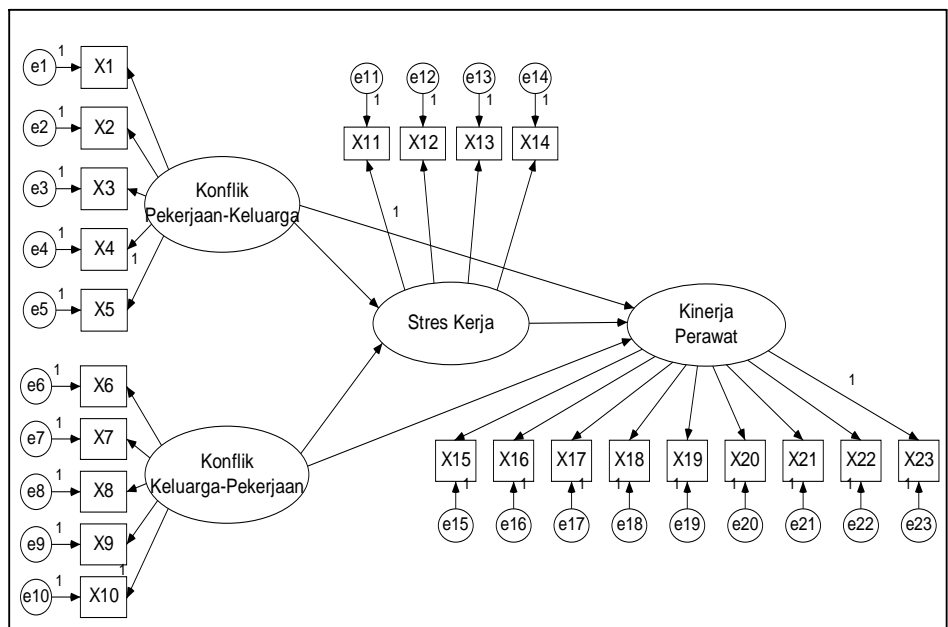 e1 1 X1
e2 1 X2
e3 1 X3
e4 1 X4
1
e5 1 X5
Konflik
Pekerjaan-Keluarga
e6 1 X6
e7 1 X7
e8 1 X8
e9 1 X9
1
e10 1 X10
Konflik
Keluarga-Pekerjaan
e11 e12 e13 e14
1 1 1 1
X11 X12 X13 X14
1
Stres Kerja
Kinerja
Perawat
1
X15 X16 X17 X18 X19 X20 X21 X22 X23
1 1 1 1 1 1 1 1 1
e15 e16 e17 e18 e19 e20 e21 e22 e23